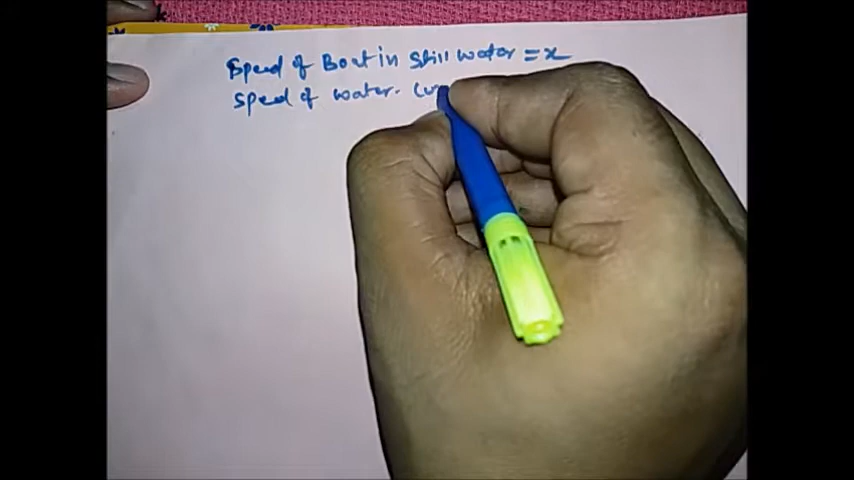 Speed of Boat in Still water = x
Speed of water. (